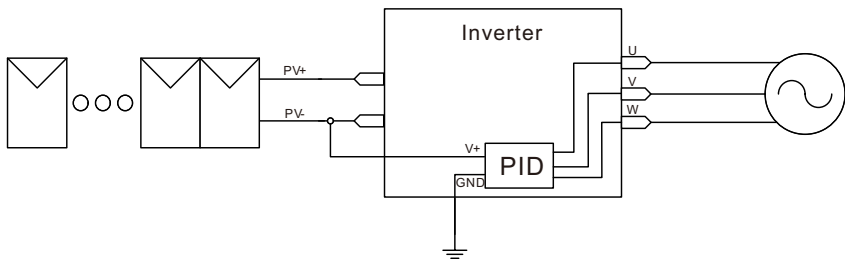 Inverter
U
PV+
V
PV-
W
V+
PID
GND